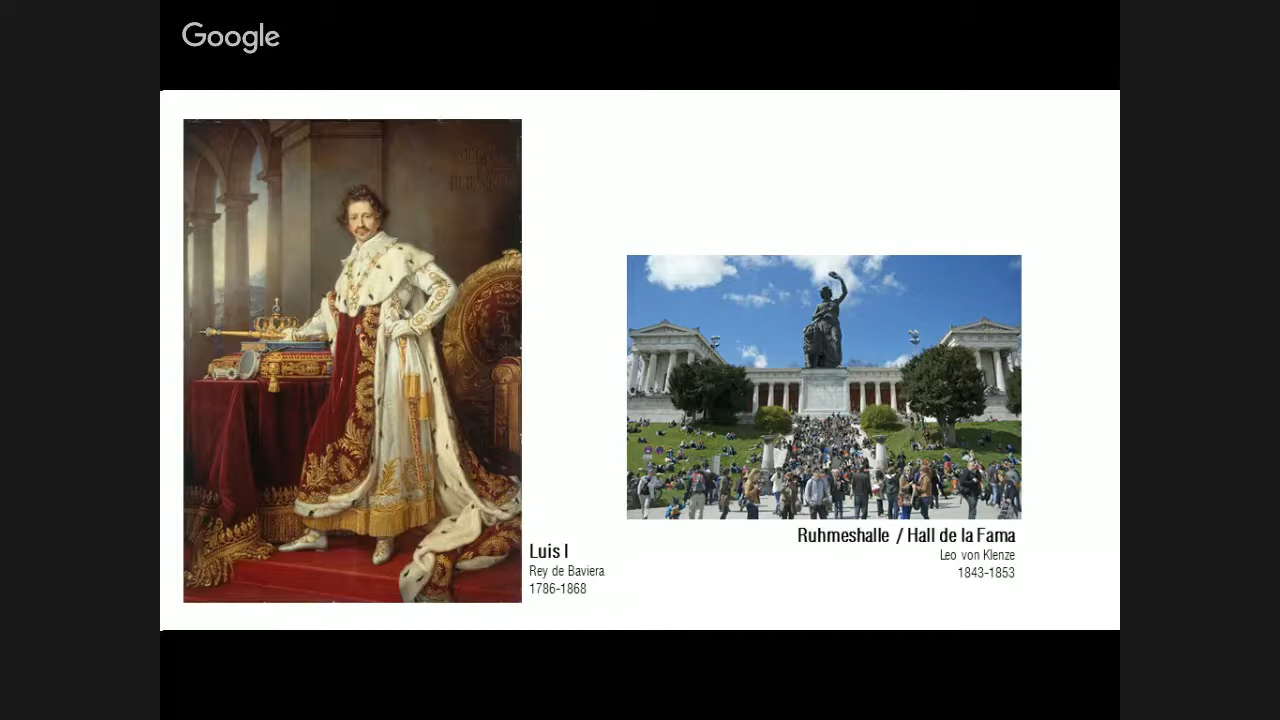 Google
Luis I
Rey de Baviera
1786-1868
Ruhmeshalle / Hall de la Fama
Leo von Klenze
1843-1853